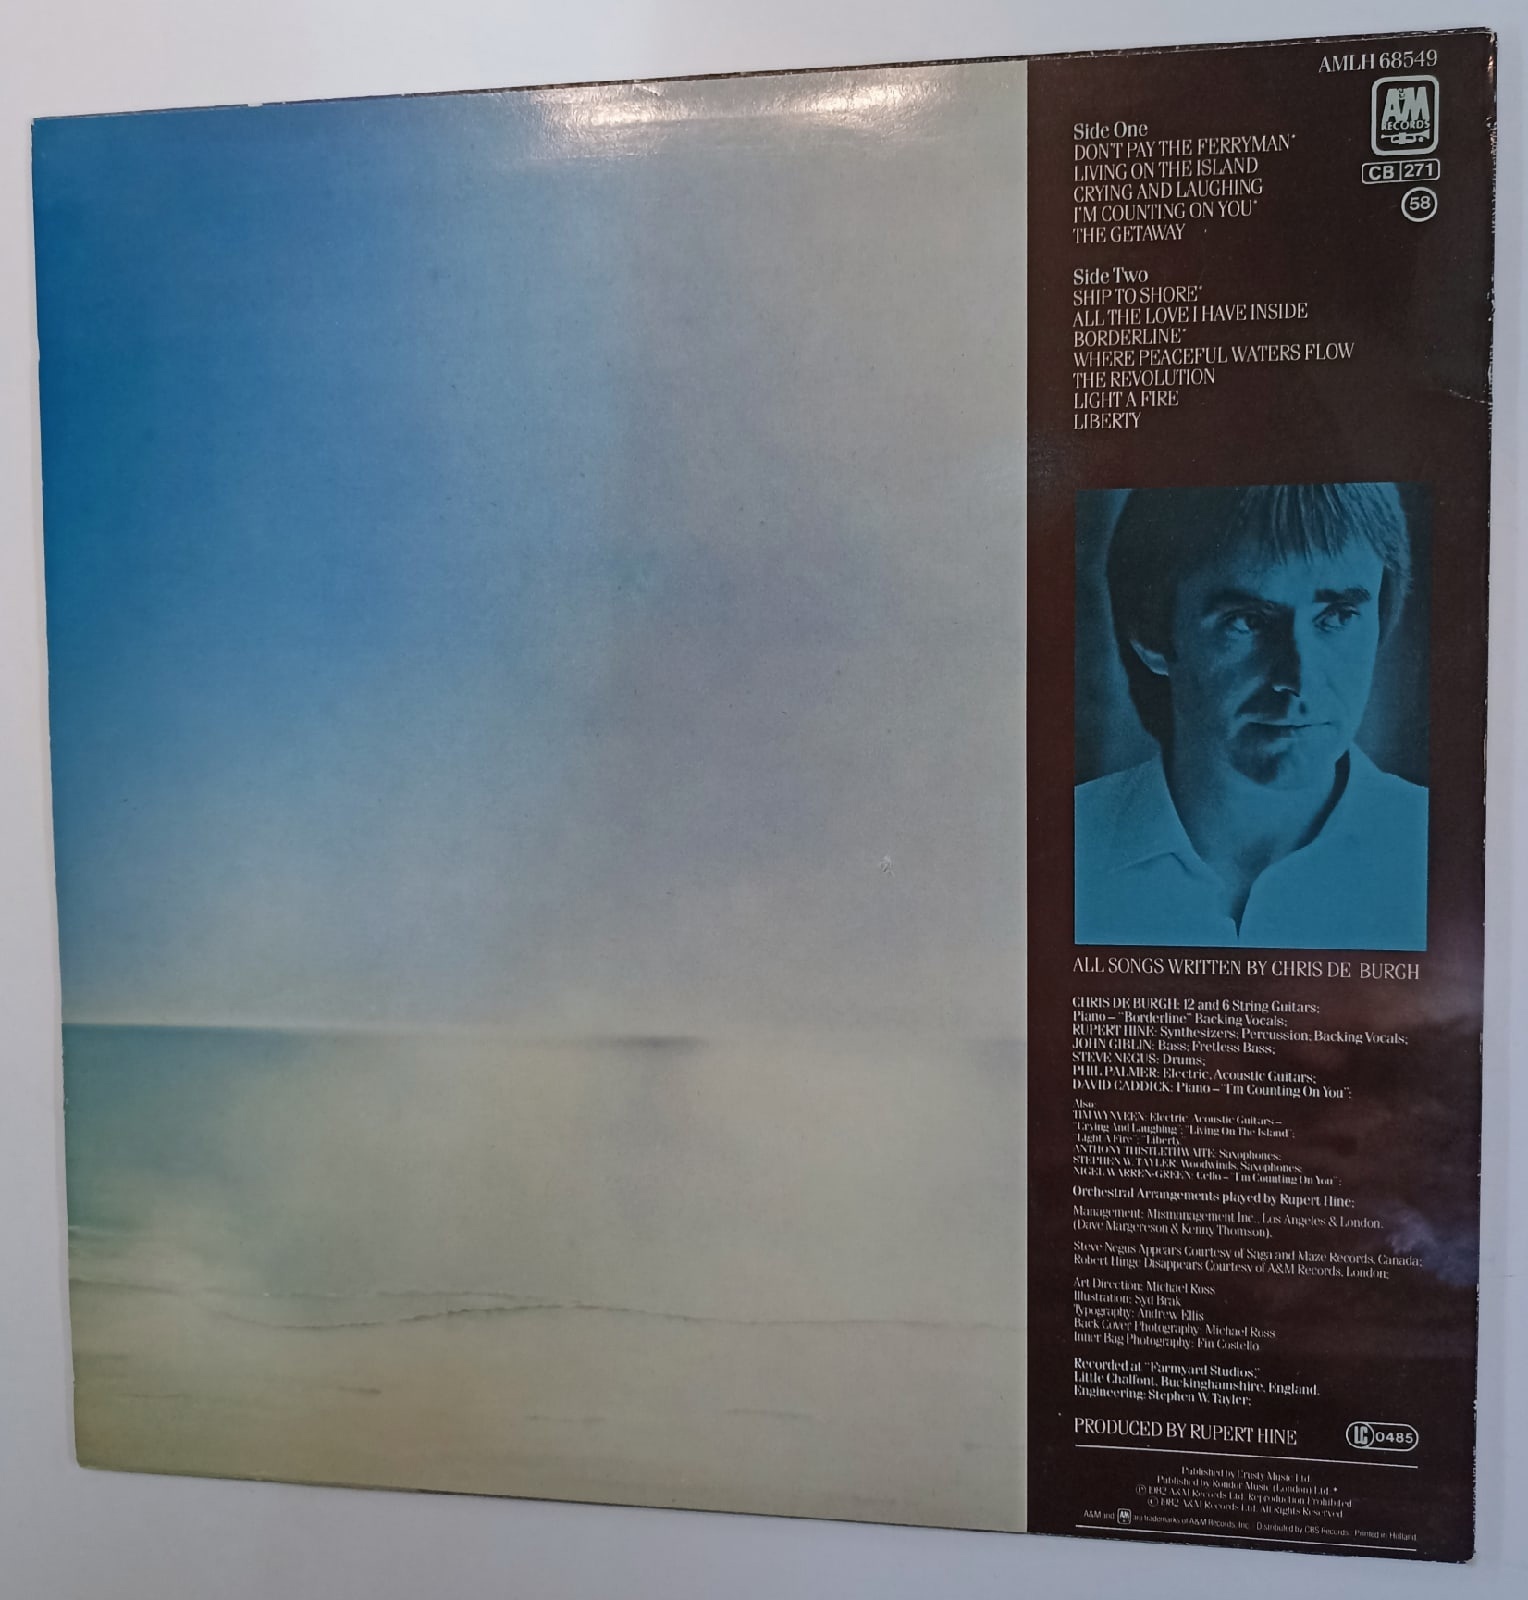 AMLH 68549
A&M
RECORDS
CB 271
58
Side One
DON'T PAY THE FERRYMAN*
LIVING ON THE ISLAND
CRYING AND LAUGHING
I'M COUNTING ON YOU*
THE GETAWAY
Side Two
SHIP TO SHORE*
ALL THE LOVE I HAVE INSIDE
BORDERLINE*
WHERE PEACEFUL WATERS FLOW
THE REVOLUTION
LIGHT A FIRE
LIBERTY
ALL SONGS WRITTEN BY CHRIS DE BURGH
CHRIS DE BURGH: 12 and 6 String Guitars;
Piano – "Borderline" Backing Vocals;
RUPERT HINE: Synthesizers; Percussion; Backing Vocals;
JOHN GIBLIN: Bass; Fretless Bass;
STEVE NEGUS: Drums;
PHIL PALMER: Electric, Acoustic Guitars;
DAVID CADDICK: Piano – "I'm Counting On You";
Also:
TIM WYNVEEN: Electric, Acoustic Guitars –
"Crying And Laughing"; "Living On The Island";
"Light A Fire"; "Liberty"
ANTHONY THISTLETHWAITE: Saxophones;
STEPHEN W. TAYLER: Woodwinds, Saxophones;
NIGEL WARREN-GREEN: Cello – "I'm Counting On You";
Orchestral Arrangements played by Rupert Hine;
Management: Mismanagement Inc., Los Angeles & London.
(Dave Margereson & Kenny Thomson).
Steve Negus Appears Courtesy of Saga and Maze Records, Canada;
Robert Hinge Disappears Courtesy of A&M Records, London;
Art Direction: Michael Ross
Illustration: Syd Brak
Typography: Andrew Ellis
Back Cover Photography: Michael Ross
Inner Bag Photography: Fin Costello
Recorded at "Farmyard Studios,"
Little Chalfont, Buckinghamshire, England.
Engineering: Stephen W. Tayler;
PRODUCED BY RUPERT HINE
LC 0485
Published by Crusty Music Ltd.
Published by Rondor Music (London) Ltd. *
℗ 1982 A&M Records Ltd. Reproduction Prohibited
© 1982 A&M Records Ltd. All Rights Reserved
A&M and A&M are trademarks of A&M Records, Inc. Distributed by CBS Records. Printed in Holland.